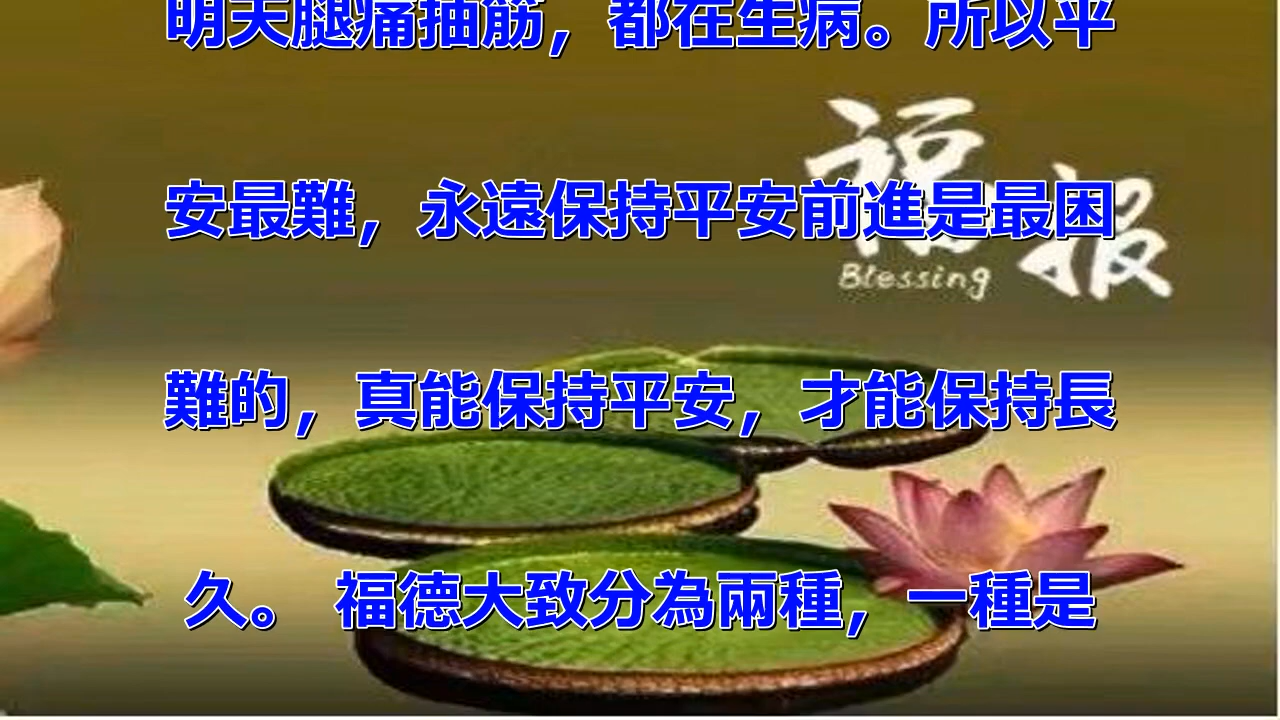 明天腿痛抽筋，都在生病。所以平
安最難，永遠保持平安前進是最困
難的，真能保持平安，才能保持長
久。 福德大致分為兩種，一種是
福报
Blessing